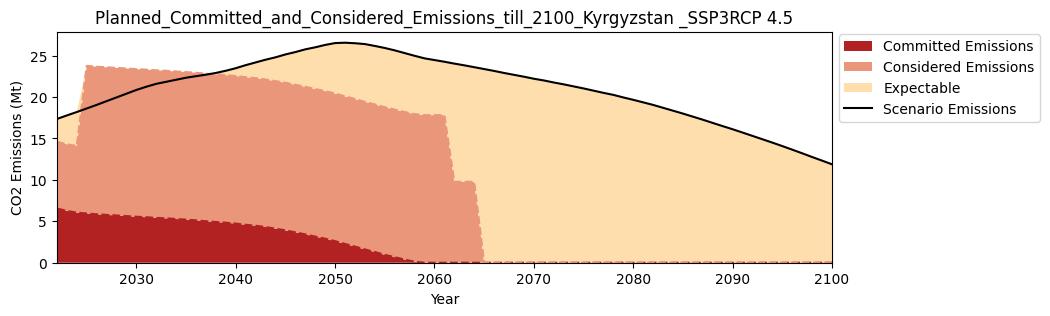 Planned_Committed_and_Considered_Emissions_till_2100_Kyrgyzstan _SSP3RCP 4.5
CO2 Emissions (Mt)
25
20
15
10
5
0
2030 2040 2050 2060 2070 2080 2090 2100
Year
Committed Emissions
Considered Emissions
Expectable
Scenario Emissions